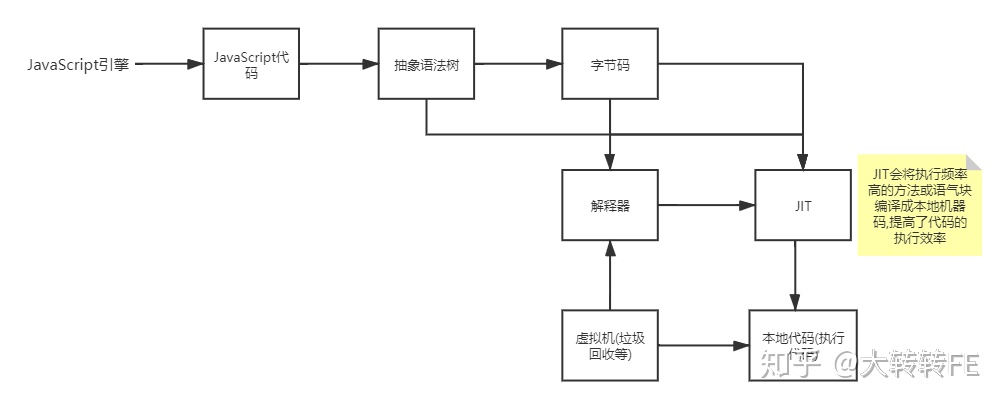 JavaScript引擎
JavaScript代
码
抽象语法树
字节码
解释器
JIT
JIT会将执行频率
高的方法或语气块
编译成本地机器
码,提高了代码的
执行效率
虚拟机(垃圾
回收等)
本地代码(执行
代码)
知乎 @大转转FE